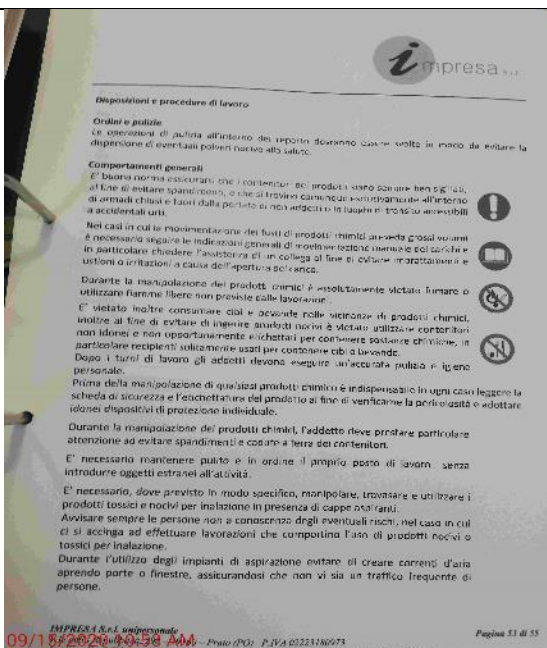 impresa s.r.l.
Disposizioni e procedure di lavoro
Ordini e pulizie
Le operazioni di pulizia all'interno del reparto dovranno essere svolte in modo da evitare la
dispersione di eventuali polveri nocive alla salute.
Comportamenti generali
E' buona norma assicurarsi che i contenitori dei prodotti siano sempre ben sigillati,
al fine di evitare spandimenti, e che si trovino comunque esclusivamente all'interno
di armadi chiusi e fuori dalla portata di non addetti o in luoghi di transito accessibili
a accidentali urti.
Nei casi in cui la movimentazione dei fusti di prodotti chimici preveda grossi volumi
è necessario seguire le indicazioni generali di movimentazione manuale dei carichi e
in particolare chiedere l'assistenza di un collega al fine di evitare imbrattamenti e
ustioni o irritazioni a causa dell'apertura del carico.
Durante la manipolazione dei prodotti chimici è assolutamente vietato fumare o
utilizzare fiamme libere non previste dalle lavorazioni.
E' vietato inoltre consumare cibi e bevande nelle vicinanze di prodotti chimici,
inoltre al fine di evitare di ingerire prodotti nocivi è vietato utilizzare contenitori
non idonei e non opportunamente etichettati per contenere sostanze chimiche, in
particolare recipienti solitamente usati per contenere cibi o bevande.
Dopo i turni di lavoro gli addetti devono eseguire un'accurata pulizia e igiene
personale.
Prima della manipolazione di qualsiasi prodotti chimico è indispensabile in ogni caso leggere la
scheda di sicurezza e l'etichettatura del prodotto al fine di verificarne la pericolosità e adottare
idonei dispositivi di protezione individuale.
Durante la manipolazione dei prodotti chimici, l'addetto deve prestare particolare
attenzione ad evitare spandimenti e cadute a terra dei contenitori.
E' necessario mantenere pulito e in ordine il proprio posto di lavoro senza
introdurre oggetti estranei all'attività.
E' necessario, dove previsto in modo specifico, manipolare, travasare e utilizzare i
prodotti tossici e nocivi per inalazione in presenza di cappe aspiranti.
Avvisare sempre le persone non a conoscenza degli eventuali rischi, nel caso in cui
ci si accinga ad effettuare lavorazioni che comportino l'uso di prodotti nocivi o
tossici per inalazione.
Durante l'utilizzo degli impianti di aspirazione evitare di creare correnti d'aria
aprendo porte o finestre, assicurandosi che non vi sia un traffico frequente di
persone.
IMPRESA S.r.l. unipersonale
– Prato (PO) P.IVA 02223180973
Pagina 53 di 55